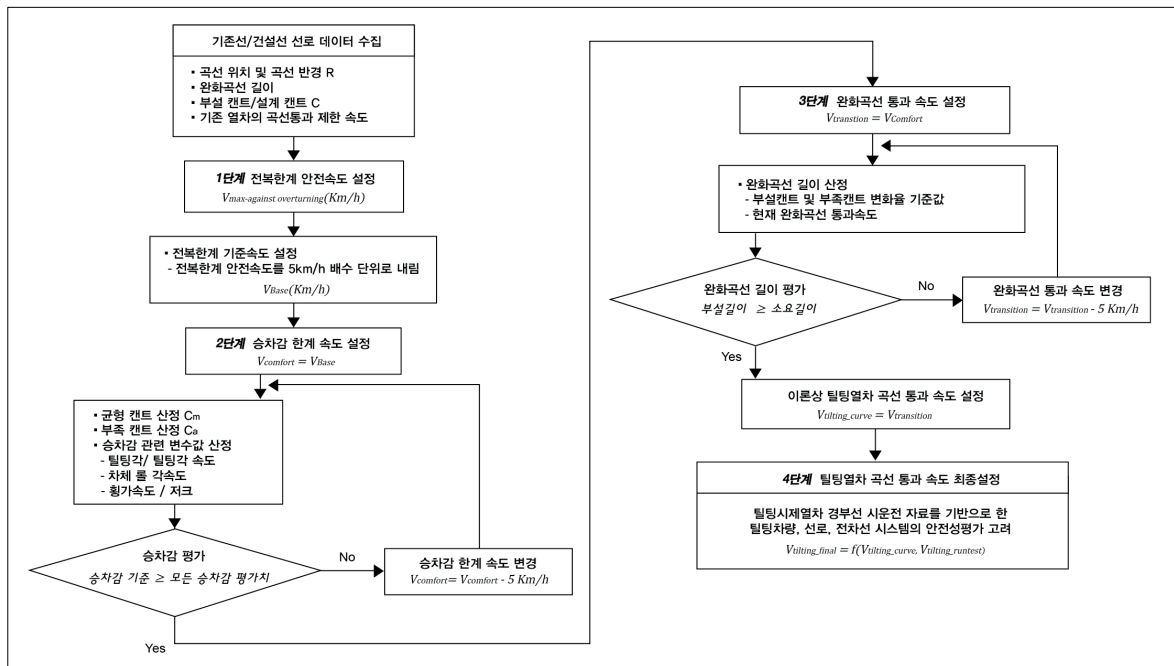 기존선/건설선 선로 데이터 수집
▪ 곡선 위치 및 곡선 반경 R
▪ 완화곡선 길이
▪ 부설 캔트/설계 캔트 C
▪ 기존 열차의 곡선통과 제한 속도
1단계 전복한계 안전속도 설정
Vmax-against overturning(Km/h)
▪ 전복한계 기준속도 설정
- 전복한계 안전속도를 5km/h 배수 단위로 내림
VBase(Km/h)
2단계 승차감 한계 속도 설정
Vcomfort = VBase
▪ 균형 캔트 산정 Cm
▪ 부족 캔트 산정 Ca
▪ 승차감 관련 변수값 산정
- 틸팅각/ 틸팅각 속도
- 차체 롤 각속도
- 횡가속도 / 저크
승차감 평가
승차감 기준 ≥ 모든 승차감 평가치
No
승차감 한계 속도 변경
Vcomfort= Vcomfort - 5 Km/h
Yes
3단계 완화곡선 통과 속도 설정
Vtranstion = VComfort
▪ 완화곡선 길이 산정
- 부설캔트 및 부족캔트 변화율 기준값
- 현재 완화곡선 통과속도
완화곡선 길이 평가
부설길이 ≥ 소요길이
No
완화곡선 통과 속도 변경
Vtransition = Vtransition - 5 Km/h
Yes
이론상 틸팅열차 곡선 통과 속도 설정
Vtilting_curve = Vtransition
4단계 틸팅열차 곡선 통과 속도 최종설정
틸팅시제열차 경부선 시운전 자료를 기반으로 한
틸팅차량, 선로, 전차선 시스템의 안전성평가 고려
Vtilting_final = f(Vtilting_curve, Vtilting_runtest)